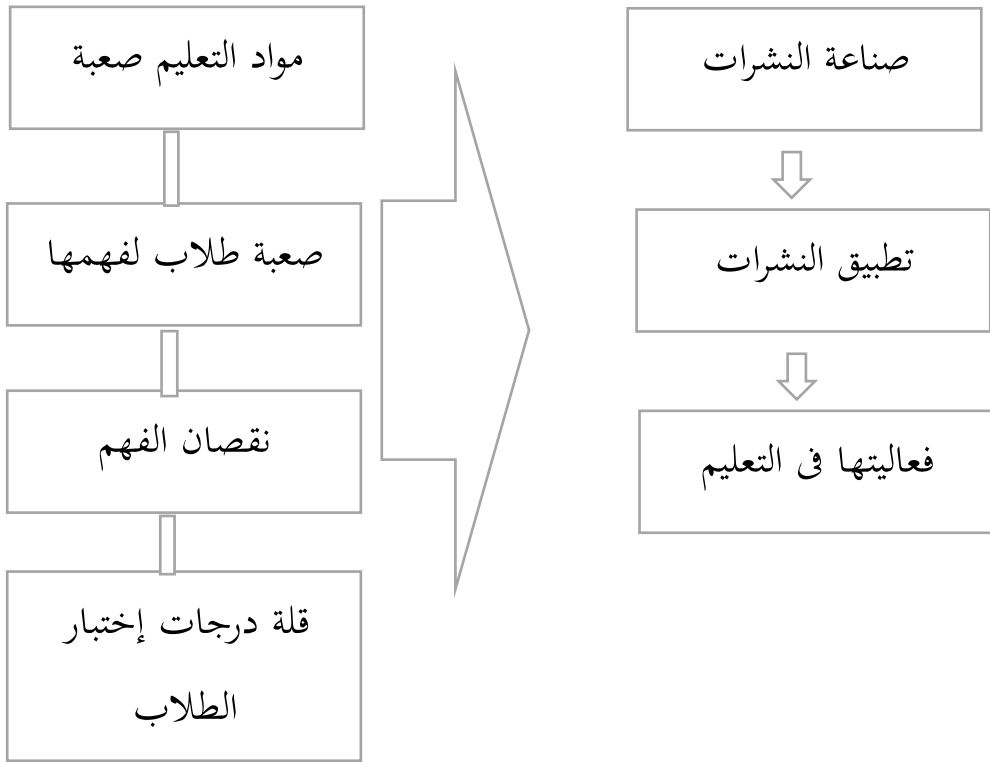 مواد التعليم صعبة
صعبة طلاب لفهمها
نقصان الفهم
قلة درجات إختبار
الطلاب
صناعة النشرات
تطبيق النشرات
فعاليتها فى التعليم